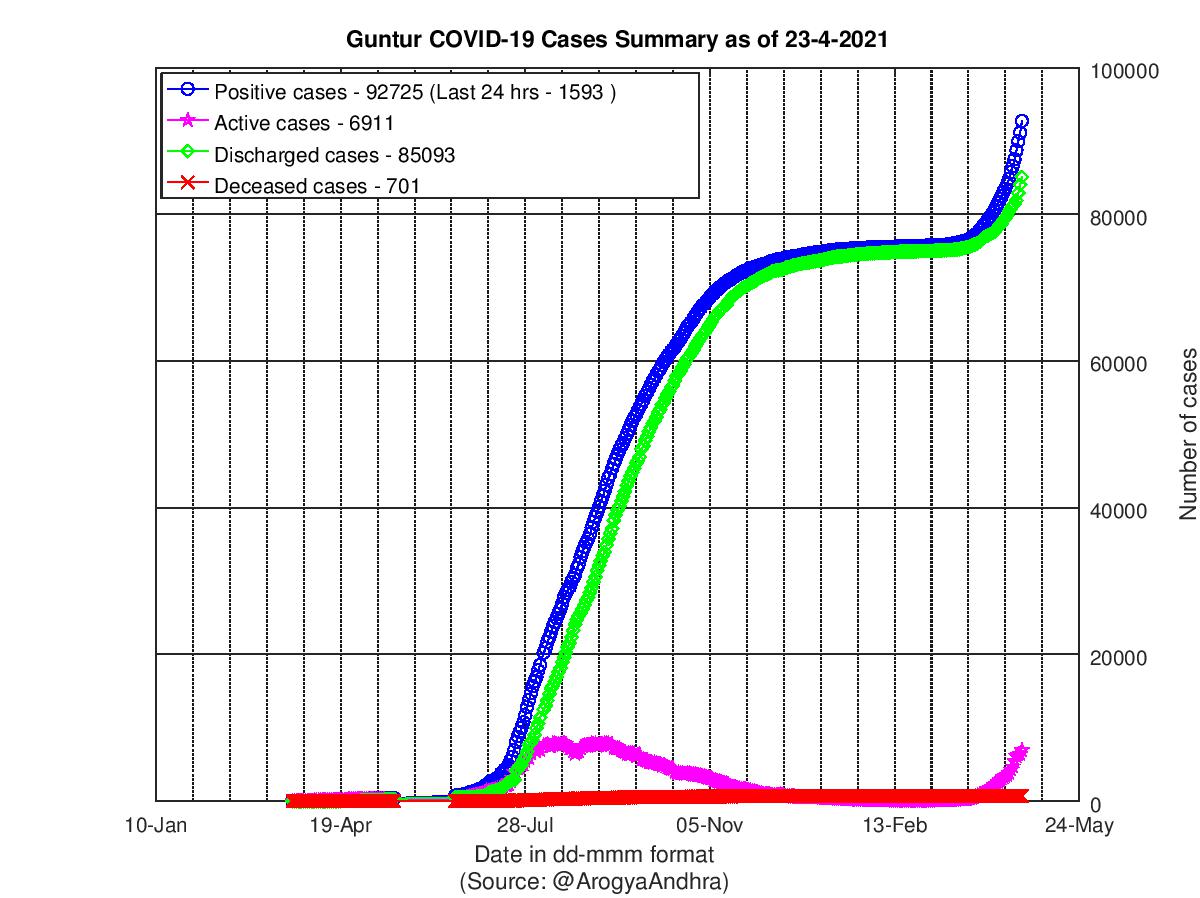 Guntur COVID-19 Cases Summary as of 23-4-2021
Positive cases - 92725 (Last 24 hrs - 1593 )
Active cases - 6911
Discharged cases - 85093
Deceased cases - 701
100000
80000
60000
40000
20000
0
Number of cases
10-Jan 19-Apr 28-Jul 05-Nov 13-Feb 24-May
Date in dd-mmm format
(Source: @ArogyaAndhra)